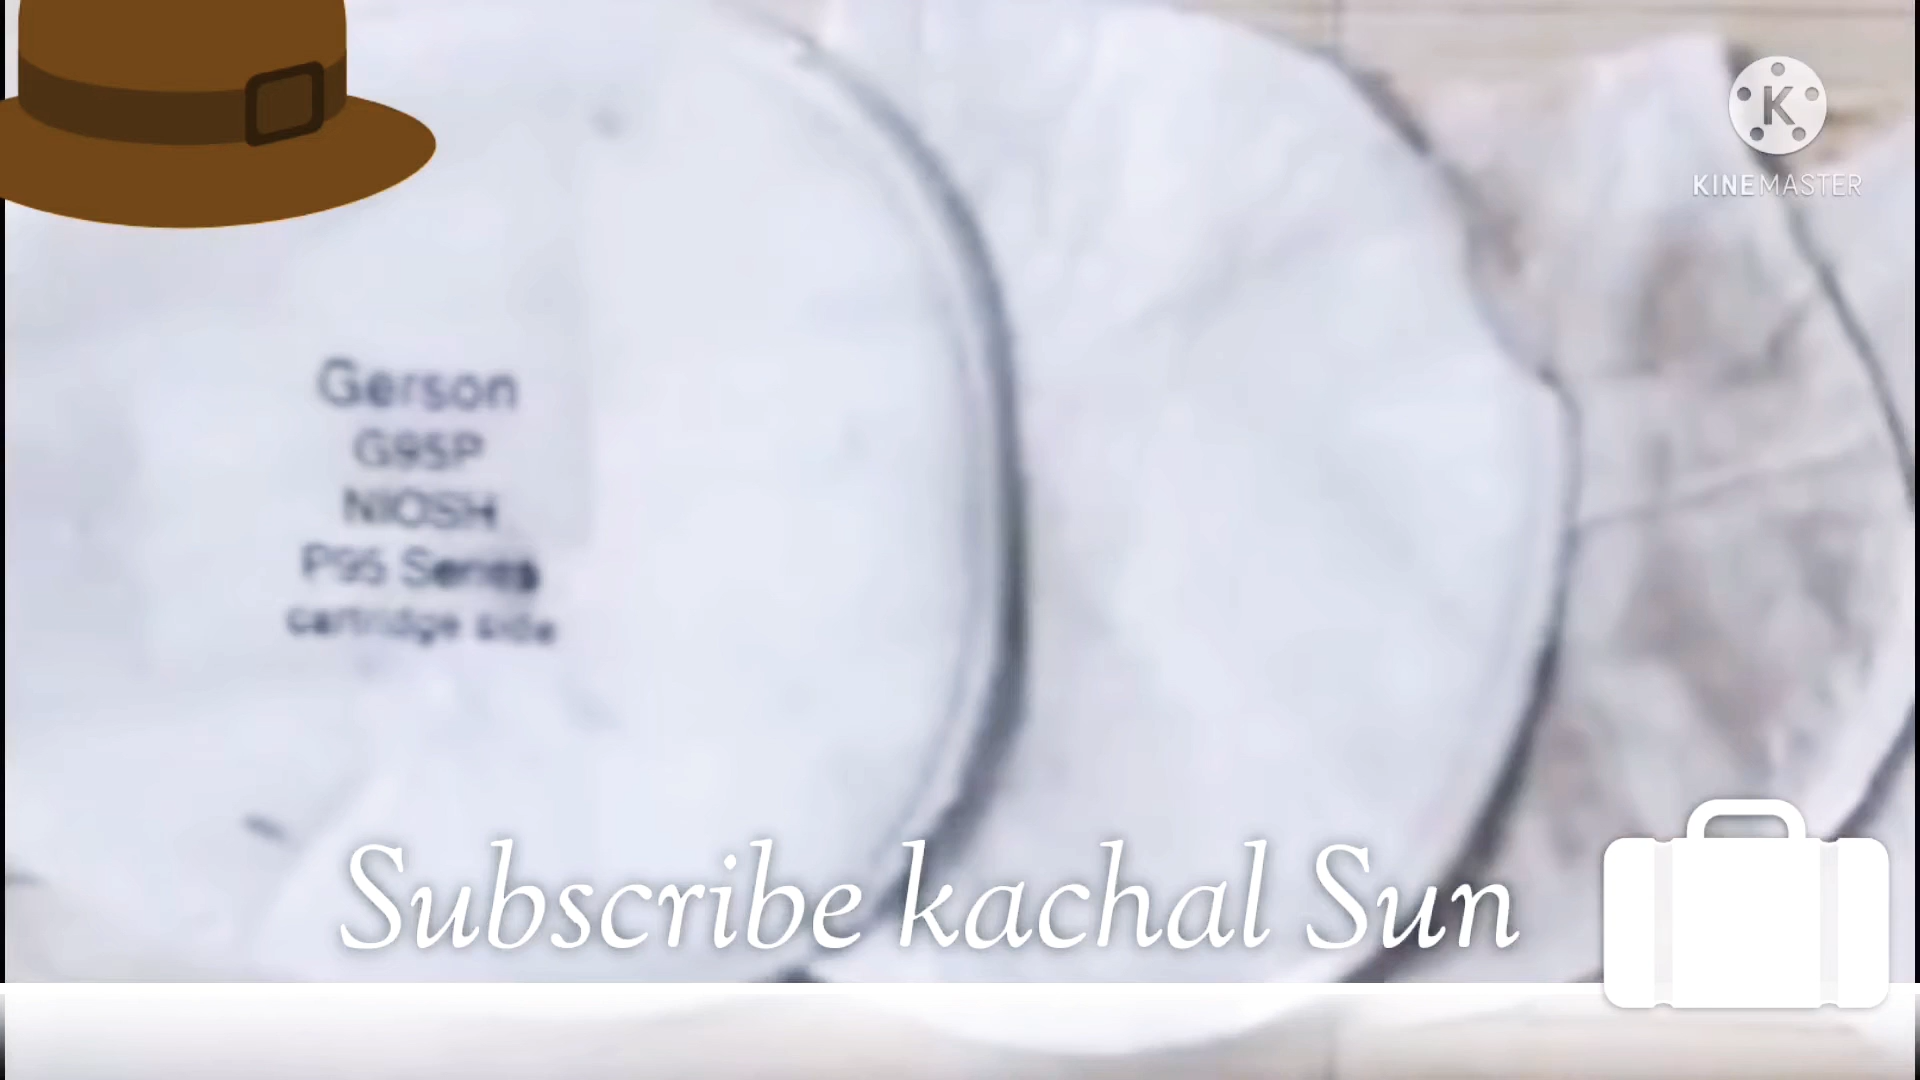 K
KINEMASTER
Gerson
G95P
NIOSH
P95 Series
cartridge side
Subscribe kachal Sun